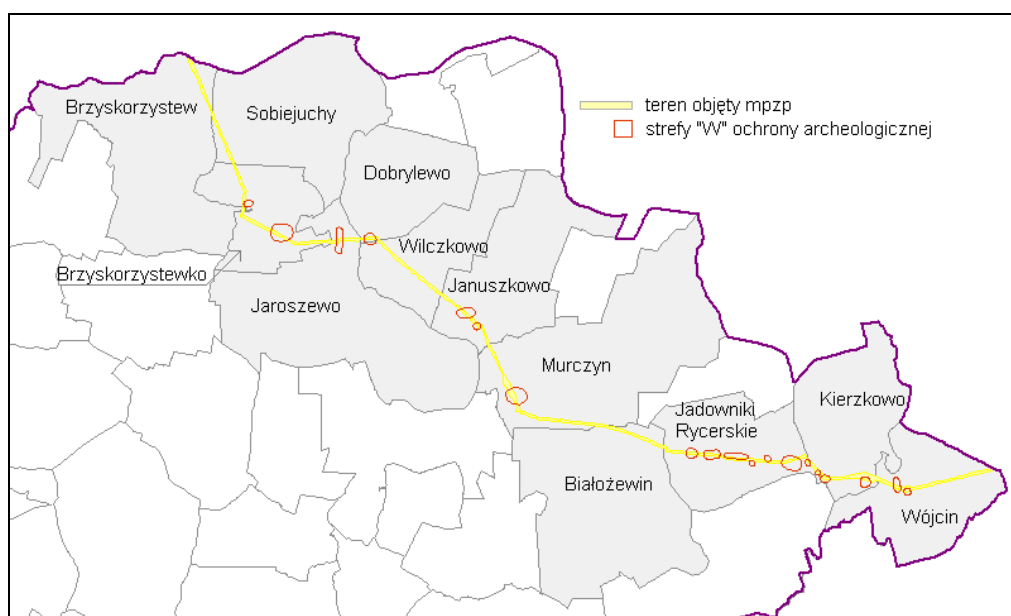 Brzyskorzystew
Sobiejuchy
teren objęty mpzp
strefy "W" ochrony archeologicznej
Dobrylewo
Wilczkowo
Brzyskorzystewko
Januszkowo
Jaroszewo
Murczyn
Kierzkowo
Jadowniki
Rycerskie
Białożewin
Wójcin